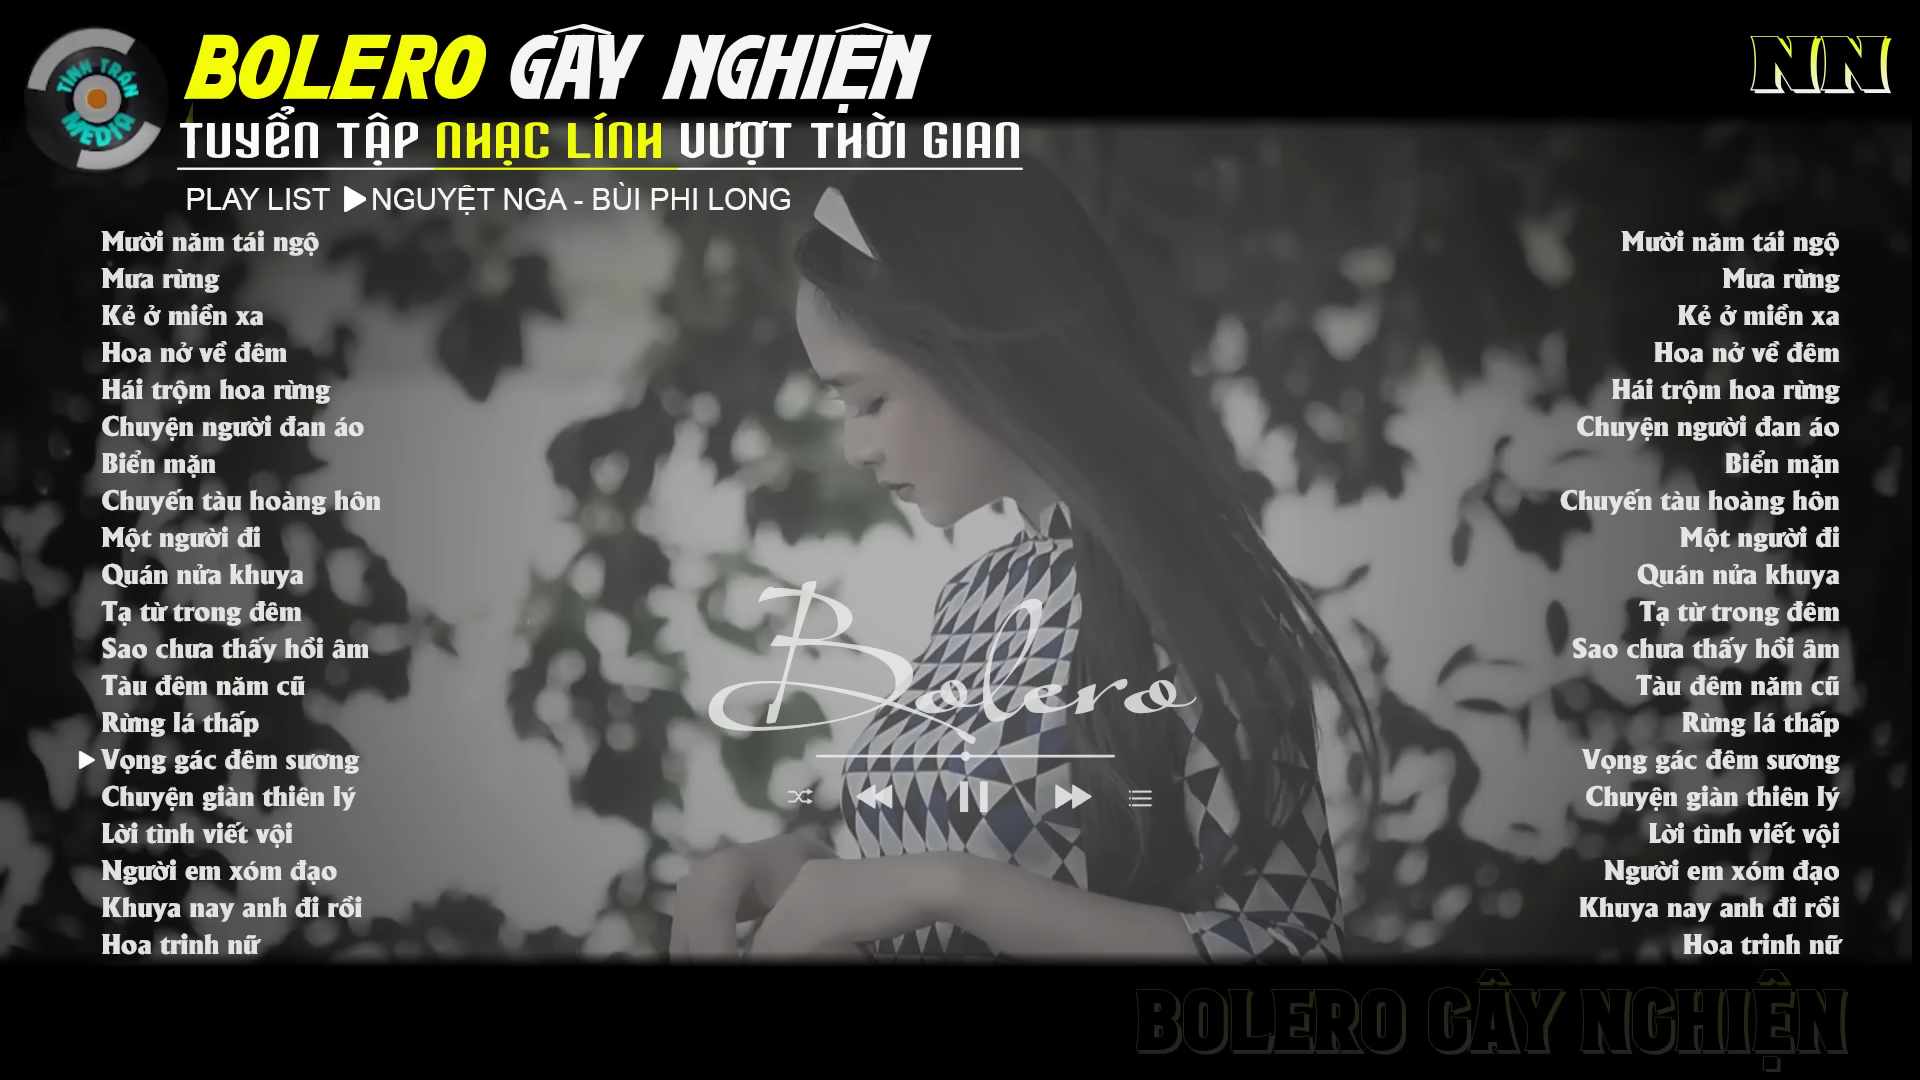 TÌNH TRẦN
MEDIA
BOLERO GÂY NGHIỆN
NN
TUYỂN TẬP NHẠC LÍNH VƯỢT THỜI GIAN
PLAY LIST ▶NGUYỆT NGA - BÙI PHI LONG
Mười năm tái ngộ
Mưa rừng
Kẻ ở miền xa
Hoa nở về đêm
Hái trộm hoa rừng
Chuyện người đan áo
Biển mặn
Chuyến tàu hoàng hôn
Một người đi
Quán nửa khuya
Tạ từ trong đêm
Sao chưa thấy hồi âm
Tàu đêm năm cũ
Rừng lá thấp
Vọng gác đêm sương
Chuyện giàn thiên lý
Lời tình viết vội
Người em xóm đạo
Khuya nay anh đi rồi
Hoa trinh nữ
Bolero
Mười năm tái ngộ
Mưa rừng
Kẻ ở miền xa
Hoa nở về đêm
Hái trộm hoa rừng
Chuyện người đan áo
Biển mặn
Chuyến tàu hoàng hôn
Một người đi
Quán nửa khuya
Tạ từ trong đêm
Sao chưa thấy hồi âm
Tàu đêm năm cũ
Rừng lá thấp
Vọng gác đêm sương
Chuyện giàn thiên lý
Lời tình viết vội
Người em xóm đạo
Khuya nay anh đi rồi
Hoa trinh nữ
BOLERO GÂY NGHIỆN